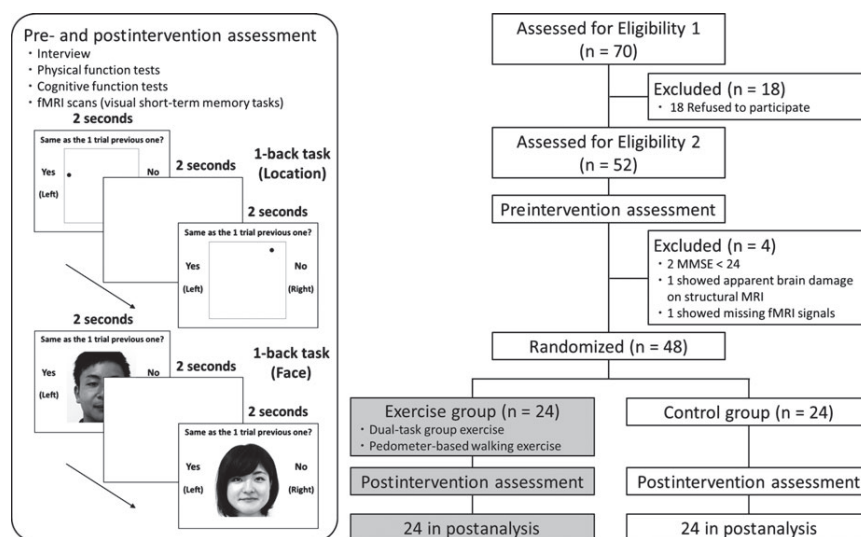 Pre- and postintervention assessment
・Interview
・Physical function tests
・Cognitive function tests
・fMRI scans (visual short-term memory tasks)
2 seconds
Same as the 1 trial previous one?
Yes
No
(Left)
2 seconds
1-back task
(Location)
2 seconds
Same as the 1 trial previous one?
Yes
No
(Left)
(Right)
2 seconds
Same as the 1 trial previous one?
Yes
No
(Left)
2 seconds
1-back task
(Face)
2 seconds
Same as the 1 trial previous one?
Yes
No
(Left)
(Right)
Assessed for Eligibility 1
(n = 70)
Excluded (n = 18)
・18 Refused to participate
Assessed for Eligibility 2
(n = 52)
Preintervention assessment
Excluded (n = 4)
・2 MMSE < 24
・1 showed apparent brain damage
on structural MRI
・1 showed missing fMRI signals
Randomized (n = 48)
Exercise group (n = 24)
・Dual-task group exercise
・Pedometer-based walking exercise
Control group (n = 24)
Postintervention assessment
Postintervention assessment
24 in postanalysis
24 in postanalysis